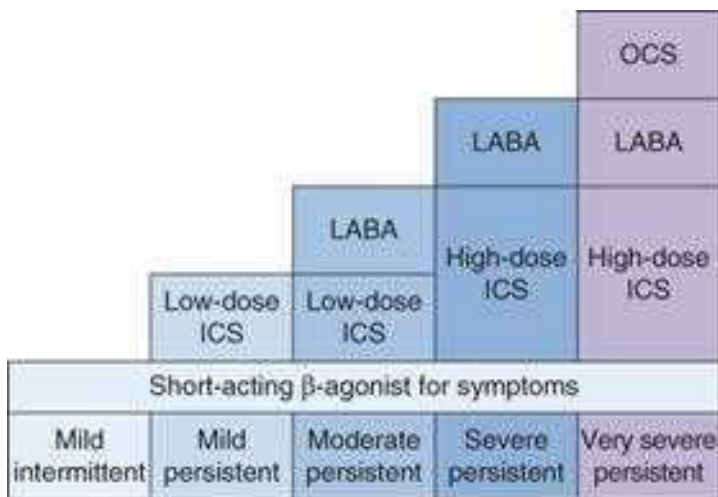 OCS
LABA
LABA
LABA
High-dose
ICS
High-dose
ICS
Low-dose
ICS
Low-dose
ICS
Short-acting β-agonist for symptoms
Mild
intermittent
Mild
persistent
Moderate
persistent
Severe
persistent
Very severe
persistent